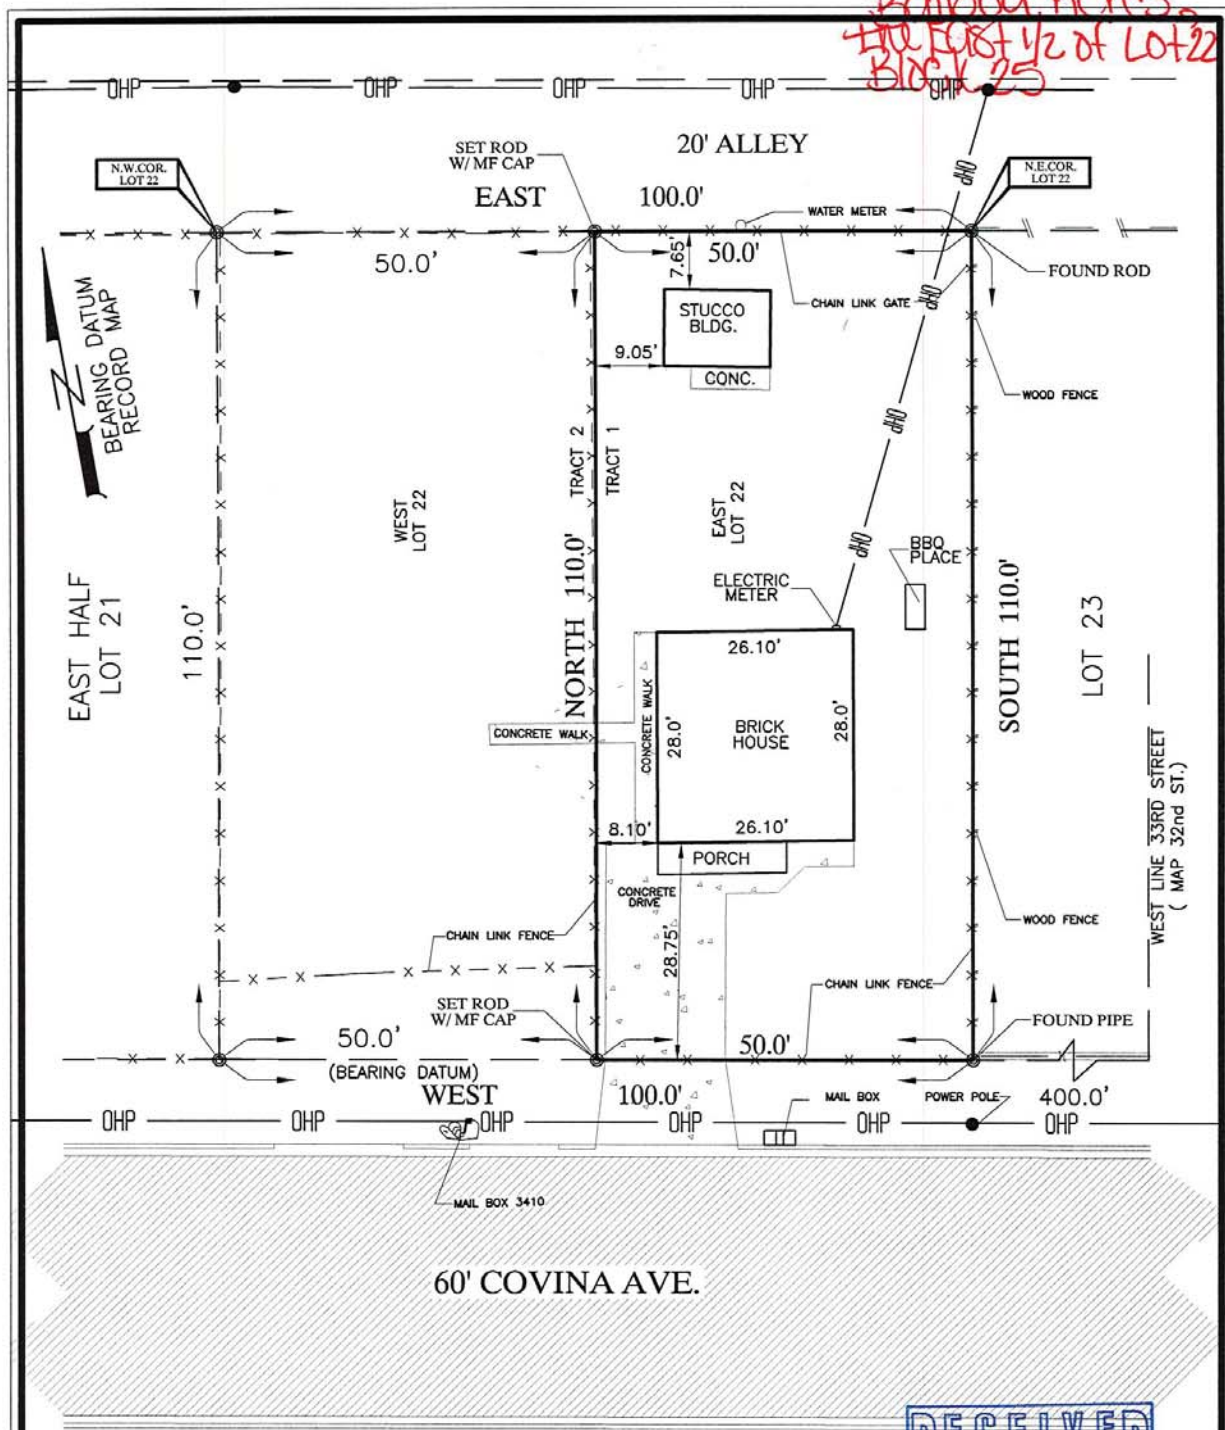 the East 1/2 of Lot 22
Block 25
OHP OHP OHP OHP OHP
20' ALLEY
SET ROD
W/ MF CAP
N.W.COR.
LOT 22
N.E.COR.
LOT 22
OHP
EAST
100.0'
WATER METER
50.0'
7.65'
50.0'
FOUND ROD
BEARING DATUM
RECORD MAP
N
STUCCO
BLDG.
CHAIN LINK GATE
OHP
9.05'
CONC.
WOOD FENCE
OHP
TRACT 2
TRACT 1
WEST
LOT 22
EAST
LOT 22
OHP
BBQ
PLACE
ELECTRIC
METER
EAST HALF
LOT 21
110.0'
NORTH 110.0'
SOUTH 110.0'
LOT 23
26.10'
CONCRETE WALK
CONCRETE WALK
28.0'
BRICK
HOUSE
28.0'
WEST LINE 33RD STREET
( MAP 32nd ST.)
8.10'
26.10'
PORCH
CONCRETE
DRIVE
WOOD FENCE
CHAIN LINK FENCE
28.75'
CHAIN LINK FENCE
SET ROD
W/ MF CAP
FOUND PIPE
50.0'
50.0'
(BEARING DATUM)
WEST
100.0'
MAIL BOX
POWER POLE
400.0'
OHP OHP OHP OHP OHP OHP
MAIL BOX 3410
60' COVINA AVE.
RECEIVED